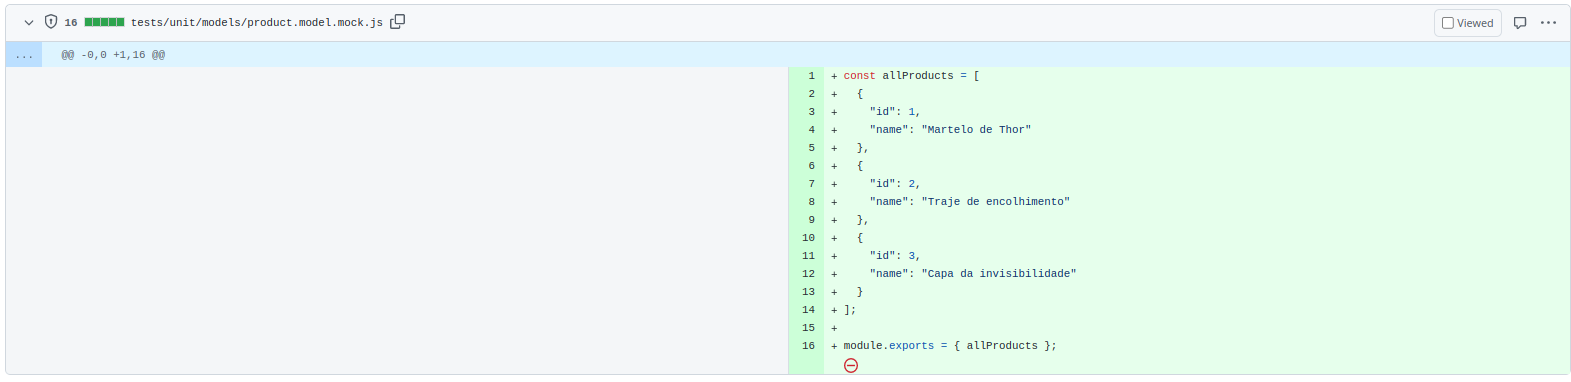 16 tests/unit/models/product.model.mock.js Viewed
... @@ -0,0 +1,16 @@
1 + const allProducts = [
2 +   {
3 +     "id": 1,
4 +     "name": "Martelo de Thor"
5 +   },
6 +   {
7 +     "id": 2,
8 +     "name": "Traje de encolhimento"
9 +   },
10 +   {
11 +     "id": 3,
12 +     "name": "Capa da invisibilidade"
13 +   }
14 + ];
15 +
16 + module.exports = { allProducts };